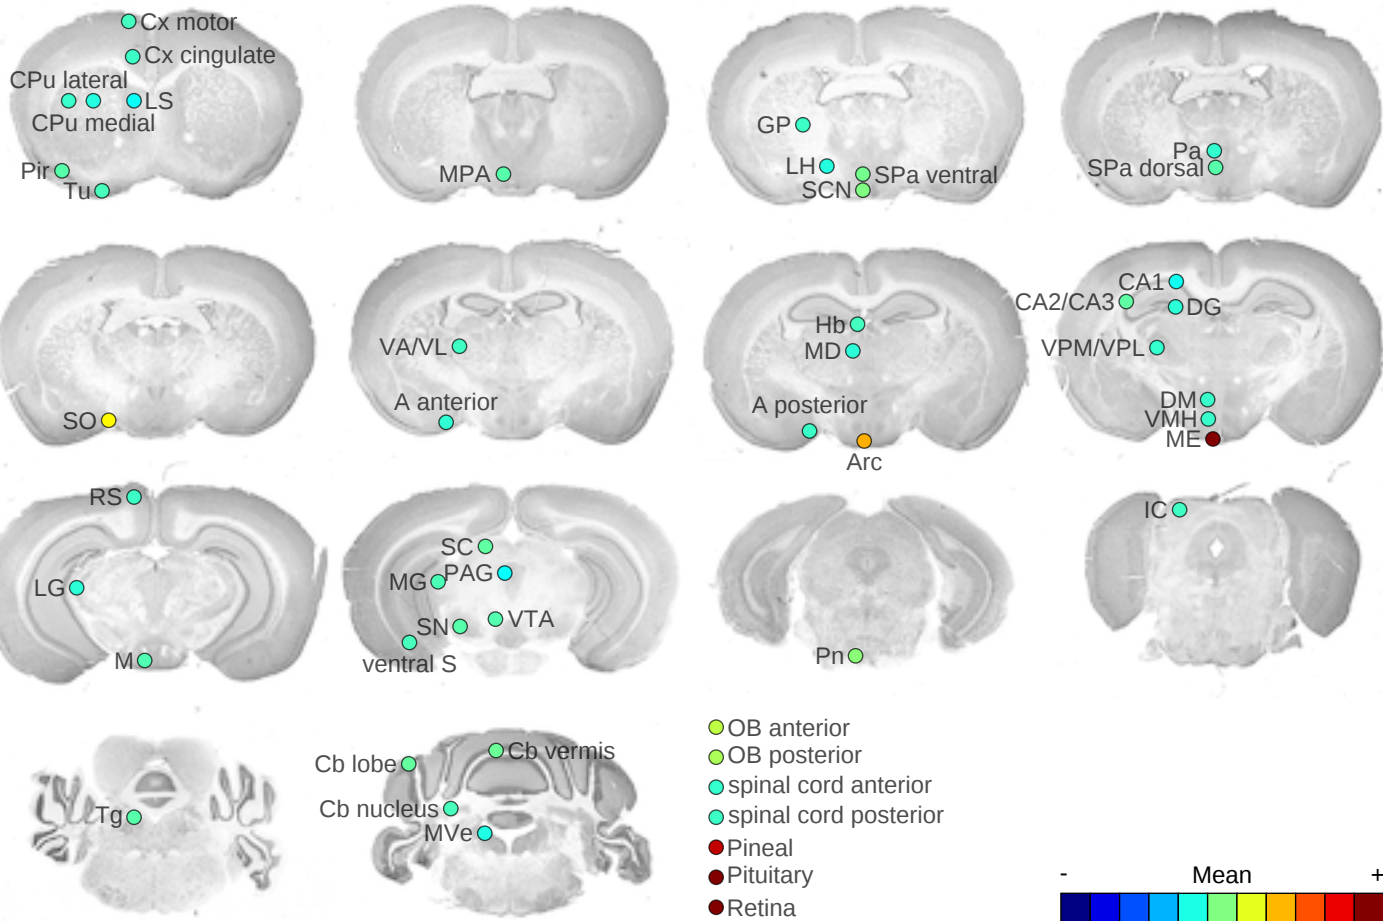 Cx motor
Cx cingulate
CPu lateral
LS
CPu medial
Pir
Tu
MPA
GP
LH
SPa ventral
SCN
Pa
SPa dorsal
SO
VA/VL
A anterior
Hb
MD
A posterior
Arc
CA1
CA2/CA3
DG
VPM/VPL
DM
VMH
ME
RS
LG
M
SC
MG
PAG
SN
VTA
ventral S
Pn
IC
Tg
Cb lobe
Cb vermis
Cb nucleus
MVe
OB anterior
OB posterior
spinal cord anterior
spinal cord posterior
Pineal
Pituitary
Retina
- Mean +